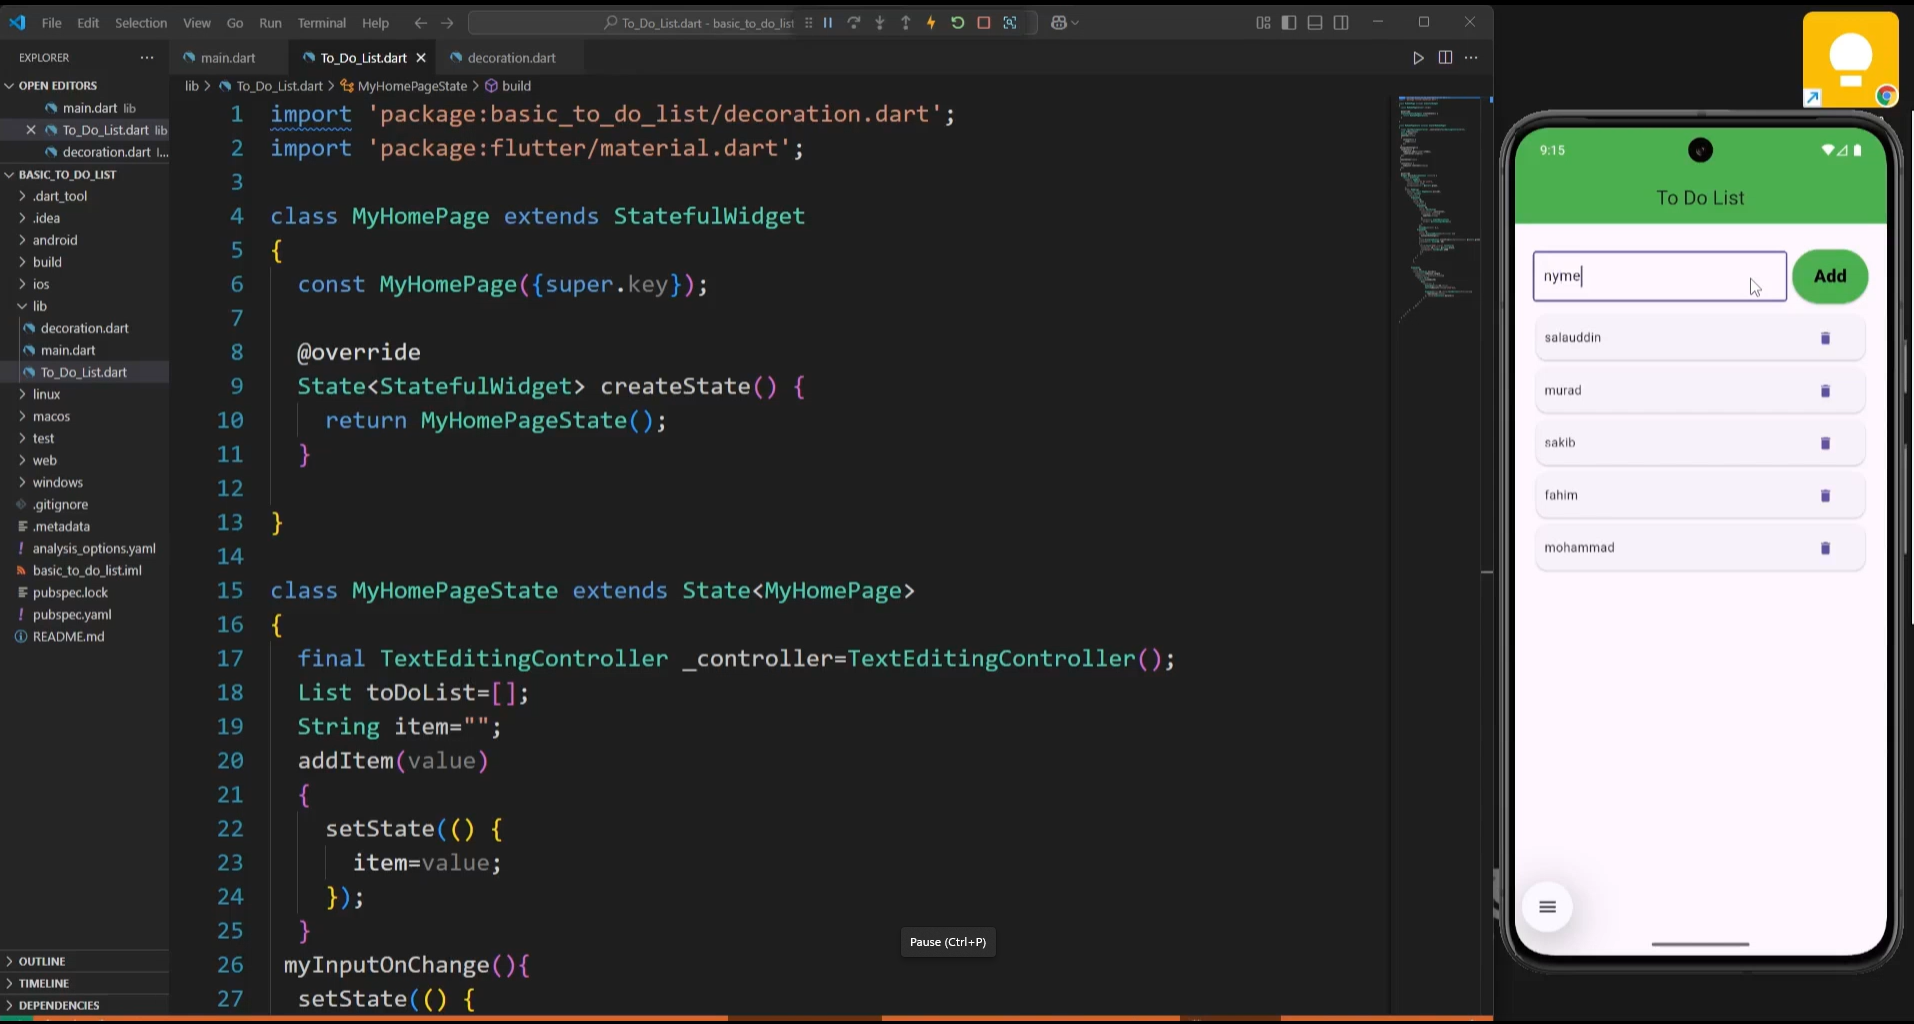 File Edit Selection View Go Run Terminal Help
To_Do_List.dart - basic_to_do_list
EXPLORER
OPEN EDITORS
main.dart lib
To_Do_List.dart lib
decoration.dart l...
BASIC_TO_DO_LIST
.dart_tool
.idea
android
build
ios
lib
decoration.dart
main.dart
To_Do_List.dart
linux
macos
test
web
windows
.gitignore
.metadata
analysis_options.yaml
basic_to_do_list.iml
pubspec.lock
pubspec.yaml
README.md
OUTLINE
TIMELINE
DEPENDENCIES
main.dart To_Do_List.dart decoration.dart
lib > To_Do_List.dart > MyHomePageState > build
1 import 'package:basic_to_do_list/decoration.dart';
2 import 'package:flutter/material.dart';
3
4 class MyHomePage extends StatefulWidget
5 {
6 const MyHomePage({super.key});
7
8 @override
9 State<StatefulWidget> createState() {
10 return MyHomePageState();
11 }
12
13 }
14
15 class MyHomePageState extends State<MyHomePage>
16 {
17 final TextEditingController _controller=TextEditingController();
18 List toDoList=[];
19 String item="";
20 addItem(value)
21 {
22 setState(() {
23 item=value;
24 });
25 }
26 myInputOnChange(){
27 setState(() {
Pause (Ctrl+P)
9:15
To Do List
nyme
Add
salauddin
murad
sakib
fahim
mohammad